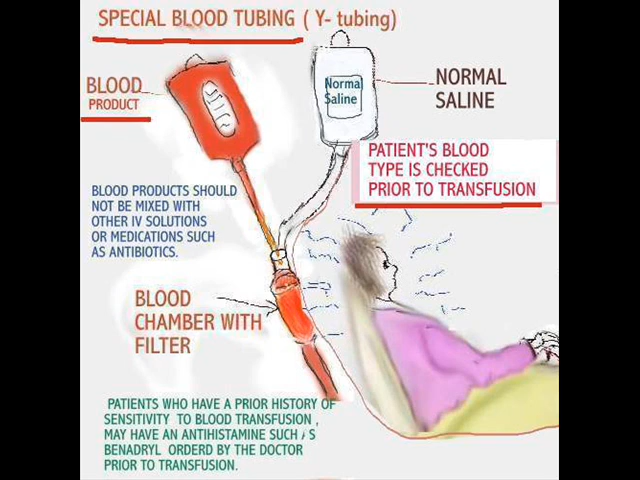 SPECIAL BLOOD TUBING ( Y- tubing)
BLOOD
PRODUCT
Normal
Saline
NORMAL
SALINE
PATIENT'S BLOOD
TYPE IS CHECKED
PRIOR TO TRANSFUSION
BLOOD PRODUCTS SHOULD
NOT BE MIXED WITH
OTHER IV SOLUTIONS
OR MEDICATIONS SUCH
AS ANTIBIOTICS.
BLOOD
CHAMBER WITH
FILTER
PATIENTS WHO HAVE A PRIOR HISTORY OF
SENSITIVITY TO BLOOD TRANSFUSION ,
MAY HAVE AN ANTIHISTAMINE SUCH AS
BENADRYL ORDERD BY THE DOCTOR
PRIOR TO TRANSFUSION.